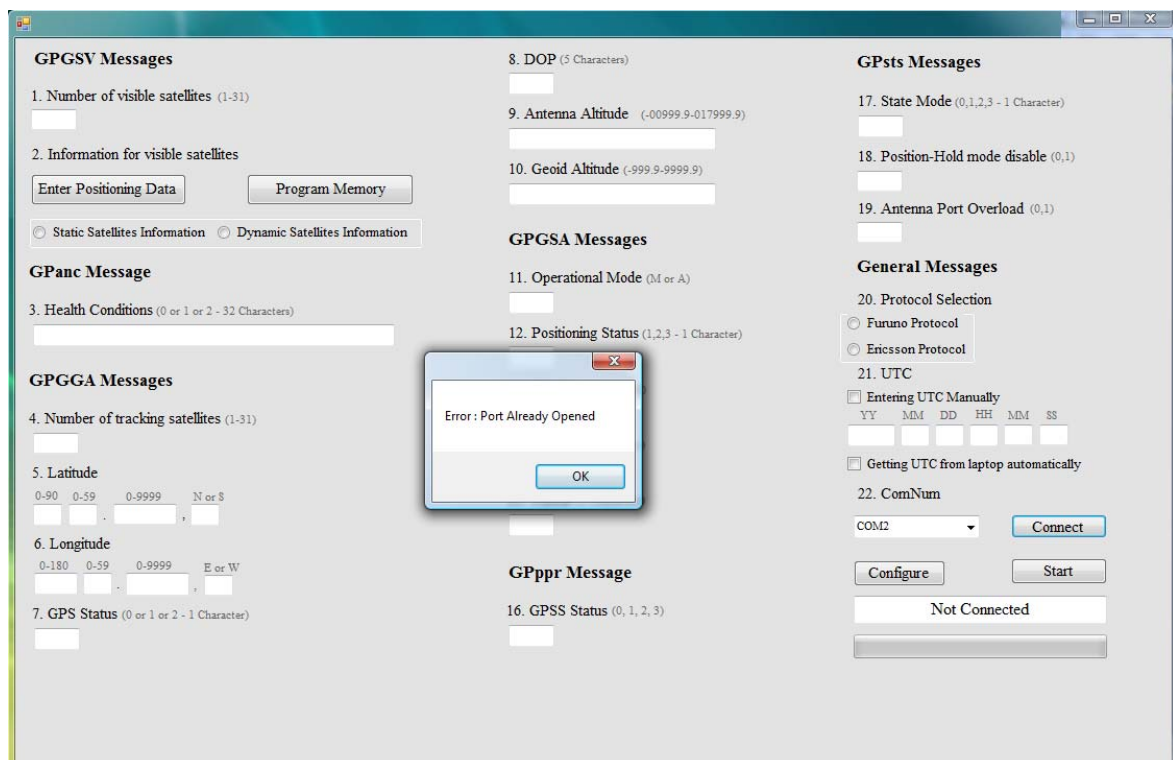 GPGSV Messages
1. Number of visible satellites (1-31)
2. Information for visible satellites
Enter Positioning Data
Program Memory
Static Satellites Information
Dynamic Satellites Information
GPanc Message
3. Health Conditions (0 or 1 or 2 - 32 Characters)
GPGGA Messages
4. Number of tracking satellites (1-31)
5. Latitude
0-90 0-59 0-9999 N or S
. ,
6. Longitude
0-180 0-59 0-9999 E or W
. ,
7. GPS Status (0 or 1 or 2 - 1 Character)
8. DOP (5 Characters)
9. Antenna Altitude (-00999.9-017999.9)
10. Geoid Altitude (-999.9-9999.9)
GPGSA Messages
11. Operational Mode (M or A)
12. Positioning Status (1,2,3 - 1 Character)
Error : Port Already Opened
OK
GPppr Message
16. GPSS Status (0, 1, 2, 3)
GPsts Messages
17. State Mode (0,1,2,3 - 1 Character)
18. Position-Hold mode disable (0,1)
19. Antenna Port Overload (0,1)
General Messages
20. Protocol Selection
Furuno Protocol
Ericsson Protocol
21. UTC
Entering UTC Manually
YY MM DD HH MM SS
Getting UTC from laptop automatically
22. ComNum
COM2
Connect
Configure
Start
Not Connected